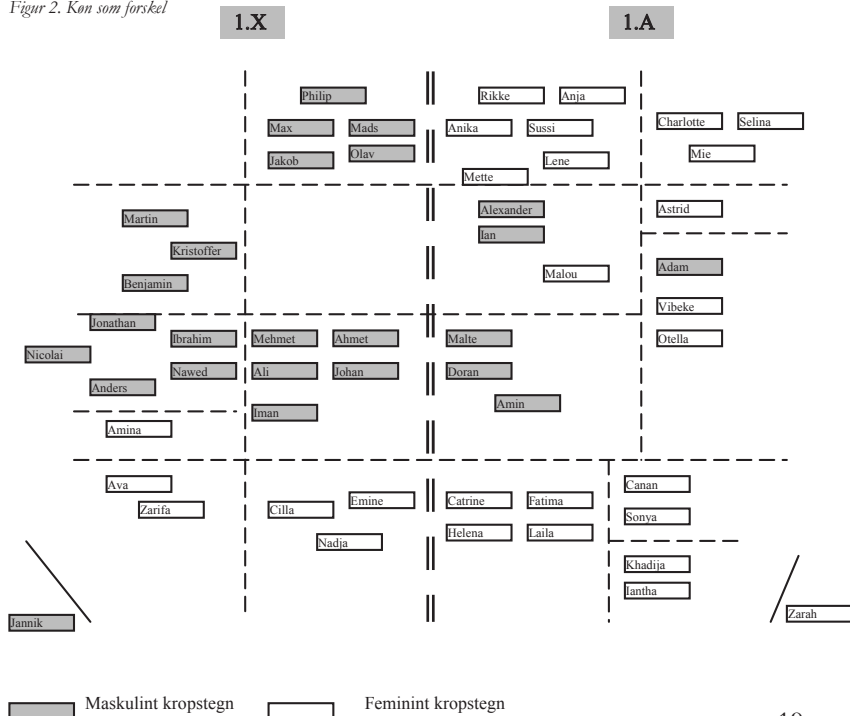 Figur 2. Køn som forskel
1.X 1.A
Philip Rikke Anja
Charlotte Selina
Max Mads Anika Sussi
Jakob Olav Lene Mie
Mette
Martin Alexander Astrid
Ian
Kristoffer
Malou Adam
Benjamin
Vibeke
Jonathan
Ibrahim Mehmet Ahmet Malte Otella
Nicolai
Nawed Ali Johan Doran
Anders
Iman Amin
Amina
Ava Canan
Zarifa Cilla Emine Catrine Fatima
Sonya
Nadja Helena Laila
Khadija
Iantha
Jannik Zarah
Maskulint kropstegn Feminint kropstegn